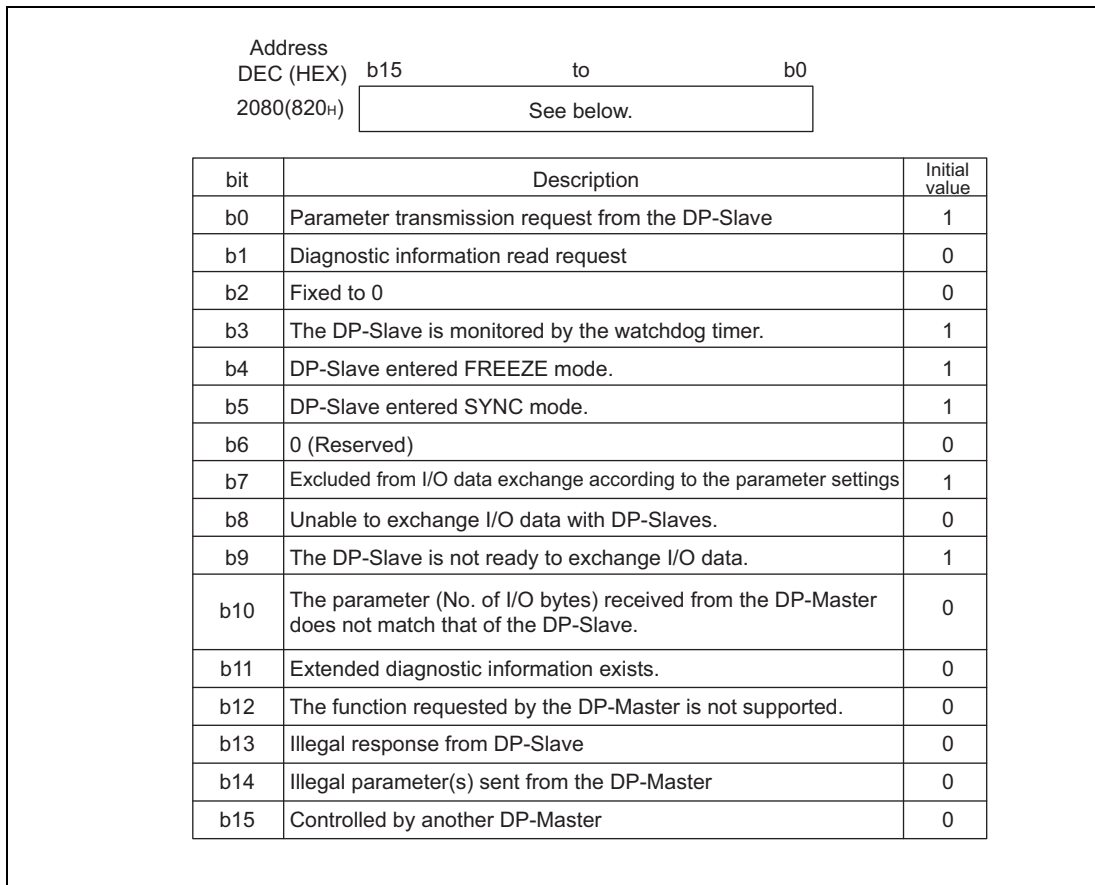 Address
DEC (HEX) b15 to b0
2080(820H) See below.
bit Description Initial value
b0 Parameter transmission request from the DP-Slave 1
b1 Diagnostic information read request 0
b2 Fixed to 0 0
b3 The DP-Slave is monitored by the watchdog timer. 1
b4 DP-Slave entered FREEZE mode. 1
b5 DP-Slave entered SYNC mode. 1
b6 0 (Reserved) 0
b7 Excluded from I/O data exchange according to the parameter settings 1
b8 Unable to exchange I/O data with DP-Slaves. 0
b9 The DP-Slave is not ready to exchange I/O data. 1
b10 The parameter (No. of I/O bytes) received from the DP-Master
does not match that of the DP-Slave. 0
b11 Extended diagnostic information exists. 0
b12 The function requested by the DP-Master is not supported. 0
b13 Illegal response from DP-Slave 0
b14 Illegal parameter(s) sent from the DP-Master 0
b15 Controlled by another DP-Master 0